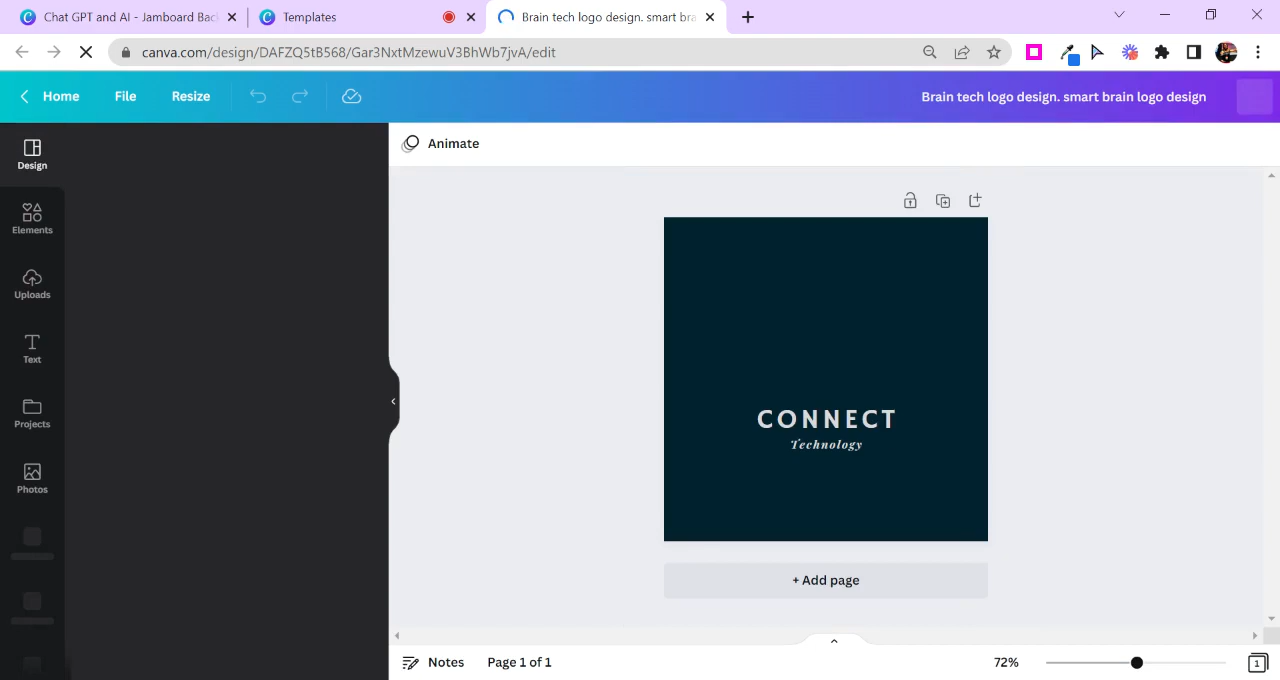 Chat GPT and AI - Jamboard Bac
Templates
Brain tech logo design. smart bra
canva.com/design/DAFZQ5tB568/Gar3NxtMzewuV3BhWb7jvA/edit
Home
File
Resize
Brain tech logo design. smart brain logo design
Design
Elements
Uploads
Text
Projects
Photos
Animate
CONNECT
Technology
+ Add page
Notes
Page 1 of 1
72%
1